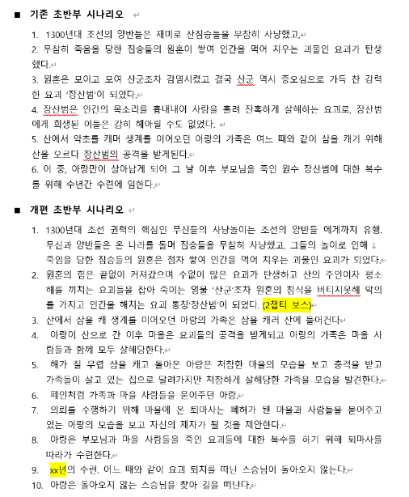 ■ 기존 초반부 시나리오
1. 1300년대 조선의 양반들은 재미로 산짐승들을 무참히 사냥했고,
2. 무참히 죽음을 당한 짐승들의 원혼이 쌓여 인간을 먹어 치우는 괴물인 요괴가 탄생
했다.
3. 원혼은 모이고 모여 산군조차 감염시켰고 결국 산군 역시 증오심으로 가득 찬 강력
한 요괴 '장산범'이 되었다.
4. 장산범은 인간의 목소리를 흉내내어 사람을 홀려 잔혹하게 살해하는 요괴로, 장산범
에게 희생된 이들은 감히 헤아릴 수도 없었다.
5. 산에서 약초를 캐며 생계를 이어오던 아랑의 가족은 여느 때와 같이 삼을 캐기 위해
산을 오르다 장산범의 공격을 받게된다.
6. 이 중, 아랑만이 살아남게 되어 그 날 이후 부모님을 죽인 원수 장산범에 대한 복수
를 위해 수년간 수련에 임한다.
■ 개편 초반부 시나리오
1. 1300년대 조선 권력의 핵심인 무신들의 사냥놀이는 조선의 양반들 에게까지 유행.
무신과 양반들은 온 나라를 돌며 짐승들을 무참히 사냥했고, 그들의 놀이로 인해
죽임을 당한 짐승들의 원혼은 점차 쌓여 인간을 먹어 치우는 괴물인 요괴가 되었다.
2. 원혼의 힘은 끝없이 커져갔으며 수없이 많은 요괴가 탄생하고 산의 주인이자 평소
해를 끼치는 요괴들을 잡아 죽이는 영물 '산군'조차 원혼의 침식을 버티지못해 악의
를 가지고 인간을 해치는 요괴 통칭'장산범'이 되었다. (2챕터 보스)
3. 산에서 삼을 캐 생계를 이어오던 아랑의 가족은 삼을 캐러 산에 들어간다
4. 아랑이 산으로 간 이후 마을은 요괴들의 공격을 받게되고 아랑의 가족은 마을 사
람들과 함께 모두 살해당한다.
5. 해가 질 무렵 삼을 캐고 돌아온 아랑은 처참한 마을의 모습을 보고 충격을 받고
가족들이 살고 있는 집으로 달려가지만 처참하게 살해당한 가족을 모습을 발견한다.
6. 폐인처럼 가족과 마을 사람들을 묻어주던 아랑.
7. 의뢰를 수행하기 위해 마을에 온 퇴마사는 폐허가 된 마을과 사람들을 묻어주고
있는 아랑의 모습을 보고 자신의 제자가 될 것을 제안한다.
8. 아랑은 부모님과 마을 사람들을 죽인 요괴들에 대한 복수를 하기 위해 퇴마사를
따라가 수련한다.
9. xx년의 수련, 어느 때와 같이 요괴 퇴치를 떠난 스승님이 돌아오지 않는다.
10. 아랑은 돌아오지 않는 스승님을 찾아 길을 떠난다.